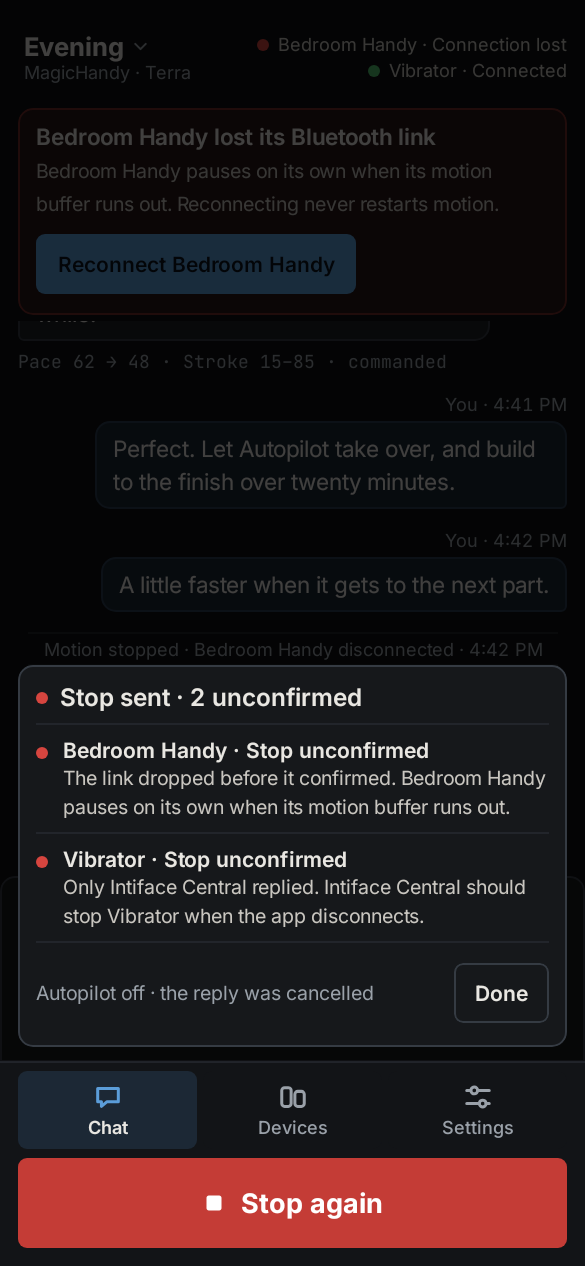 Evening
Bedroom Handy · Connection lost
MagicHandy · Terra
Vibrator · Connected
Bedroom Handy lost its Bluetooth link
Bedroom Handy pauses on its own when its motion
buffer runs out. Reconnecting never restarts motion.
Reconnect Bedroom Handy
Pace 62 → 48 · Stroke 15–85 · commanded
You · 4:41 PM
Perfect. Let Autopilot take over, and build
to the finish over twenty minutes.
You · 4:42 PM
A little faster when it gets to the next part.
Motion stopped · Bedroom Handy disconnected · 4:42 PM
Stop sent · 2 unconfirmed
Bedroom Handy · Stop unconfirmed
The link dropped before it confirmed. Bedroom Handy
pauses on its own when its motion buffer runs out.
Vibrator · Stop unconfirmed
Only Intiface Central replied. Intiface Central should
stop Vibrator when the app disconnects.
Autopilot off · the reply was cancelled
Done
Chat
Devices
Settings
Stop again